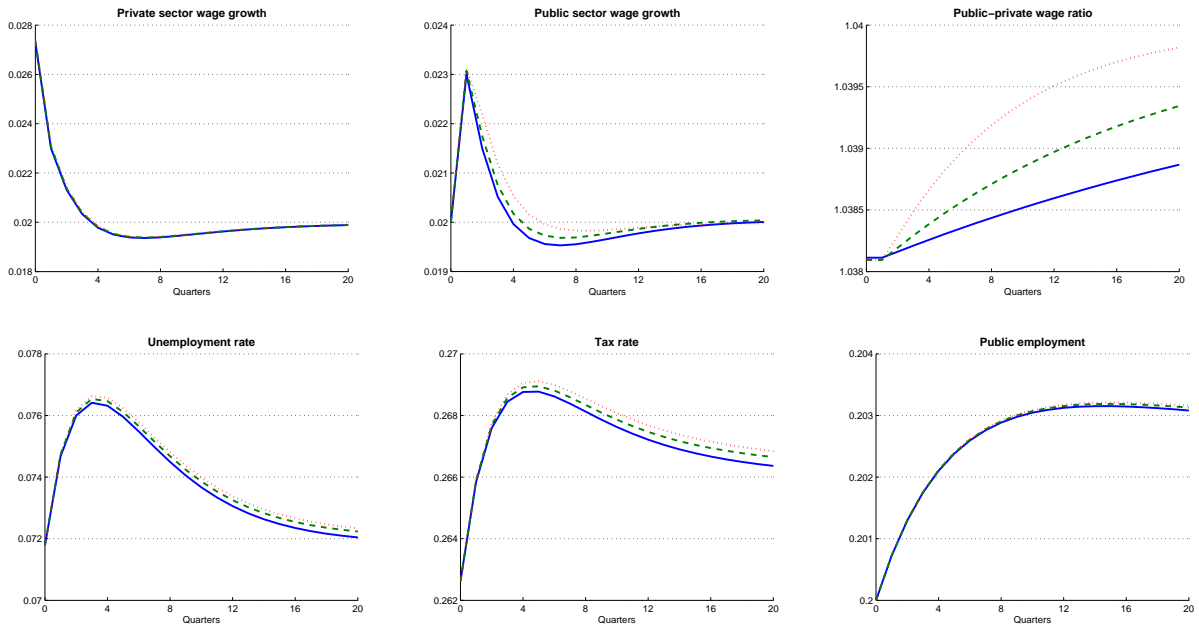 Private sector wage growth
0.028
0.026
0.024
0.022
0.02
0.018
0 4 8 12 16 20
Quarters
Public sector wage growth
0.024
0.023
0.022
0.021
0.02
0.019
0 4 8 12 16 20
Quarters
Public−private wage ratio
1.04
1.0395
1.039
1.0385
1.038
0 4 8 12 16 20
Quarters
Unemployment rate
0.078
0.076
0.074
0.072
0.07
0 4 8 12 16 20
Quarters
Tax rate
0.27
0.268
0.266
0.264
0.262
0 4 8 12 16 20
Quarters
Public employment
0.204
0.203
0.202
0.201
0.2
0 4 8 12 16 20
Quarters